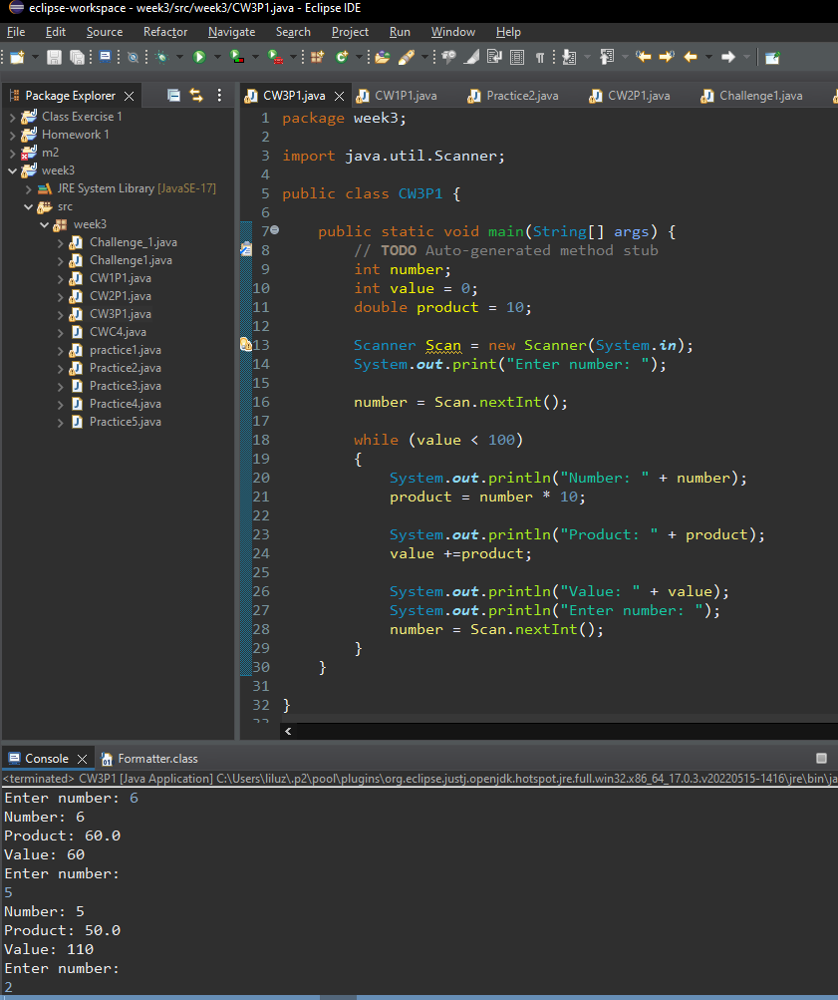 eclipse-workspace - week3/src/week3/CW3P1.java - Eclipse IDE
File Edit Source Refactor Navigate Search Project Run Window Help
Package Explorer
Class Exercise 1
Homework 1
m2
week3
JRE System Library [JavaSE-17]
src
week3
Challenge_1.java
Challenge1.java
CW1P1.java
CW2P1.java
CW3P1.java
CWC4.java
practice1.java
Practice2.java
Practice3.java
Practice4.java
Practice5.java
CW3P1.java CW1P1.java Practice2.java CW2P1.java Challenge1.java
1 package week3;
2
3 import java.util.Scanner;
4
5 public class CW3P1 {
6
7 public static void main(String[] args) {
8 // TODO Auto-generated method stub
9 int number;
10 int value = 0;
11 double product = 10;
12
13 Scanner Scan = new Scanner(System.in);
14 System.out.print("Enter number: ");
15
16 number = Scan.nextInt();
17
18 while (value < 100)
19 {
20 System.out.println("Number: " + number);
21 product = number * 10;
22
23 System.out.println("Product: " + product);
24 value +=product;
25
26 System.out.println("Value: " + value);
27 System.out.println("Enter number: ");
28 number = Scan.nextInt();
29 }
30 }
31
32 }
33
Console Formatter.class
<terminated> CW3P1 [Java Application] C:\Users\liluz\.p2\pool\plugins\org.eclipse.justj.openjdk.hotspot.jre.full.win32.x86_64_17.0.3.v20220515-1416\jre\bin\ja
Enter number: 6
Number: 6
Product: 60.0
Value: 60
Enter number:
5
Number: 5
Product: 50.0
Value: 110
Enter number:
2